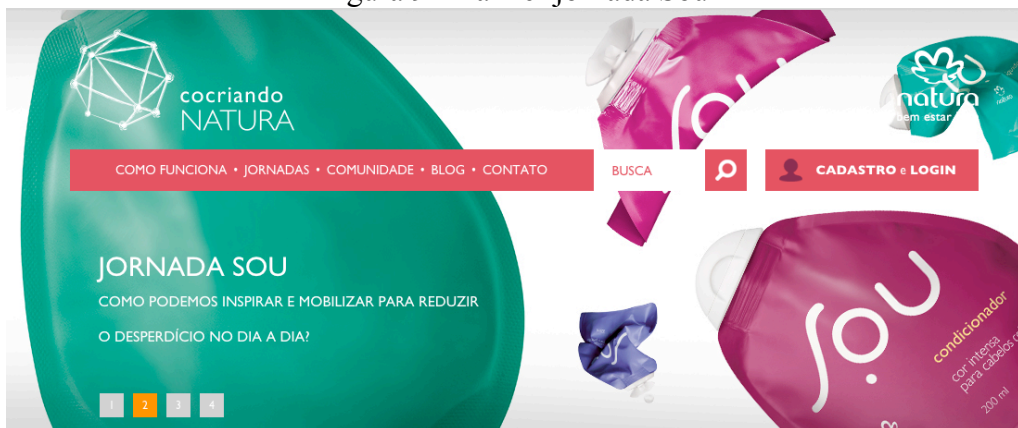 cocriando
NATURA
natura
bem estar
COMO FUNCIONA • JORNADAS • COMUNIDADE • BLOG • CONTATO
BUSCA
CADASTRO e LOGIN
JORNADA SOU
COMO PODEMOS INSPIRAR E MOBILIZAR PARA REDUZIR
O DESPERDÍCIO NO DIA A DIA?
1 2 3 4
SOU
SOU
condicionador
cor intensa
para cabelos
200 ml
SOU